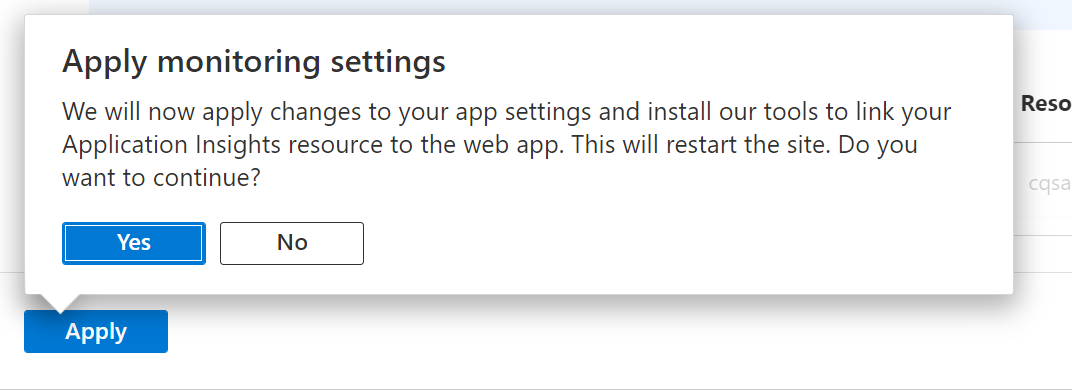 Apply monitoring settings
We will now apply changes to your app settings and install our tools to link your
Application Insights resource to the web app. This will restart the site. Do you
want to continue?
Yes No
Apply
Reso
cqsa